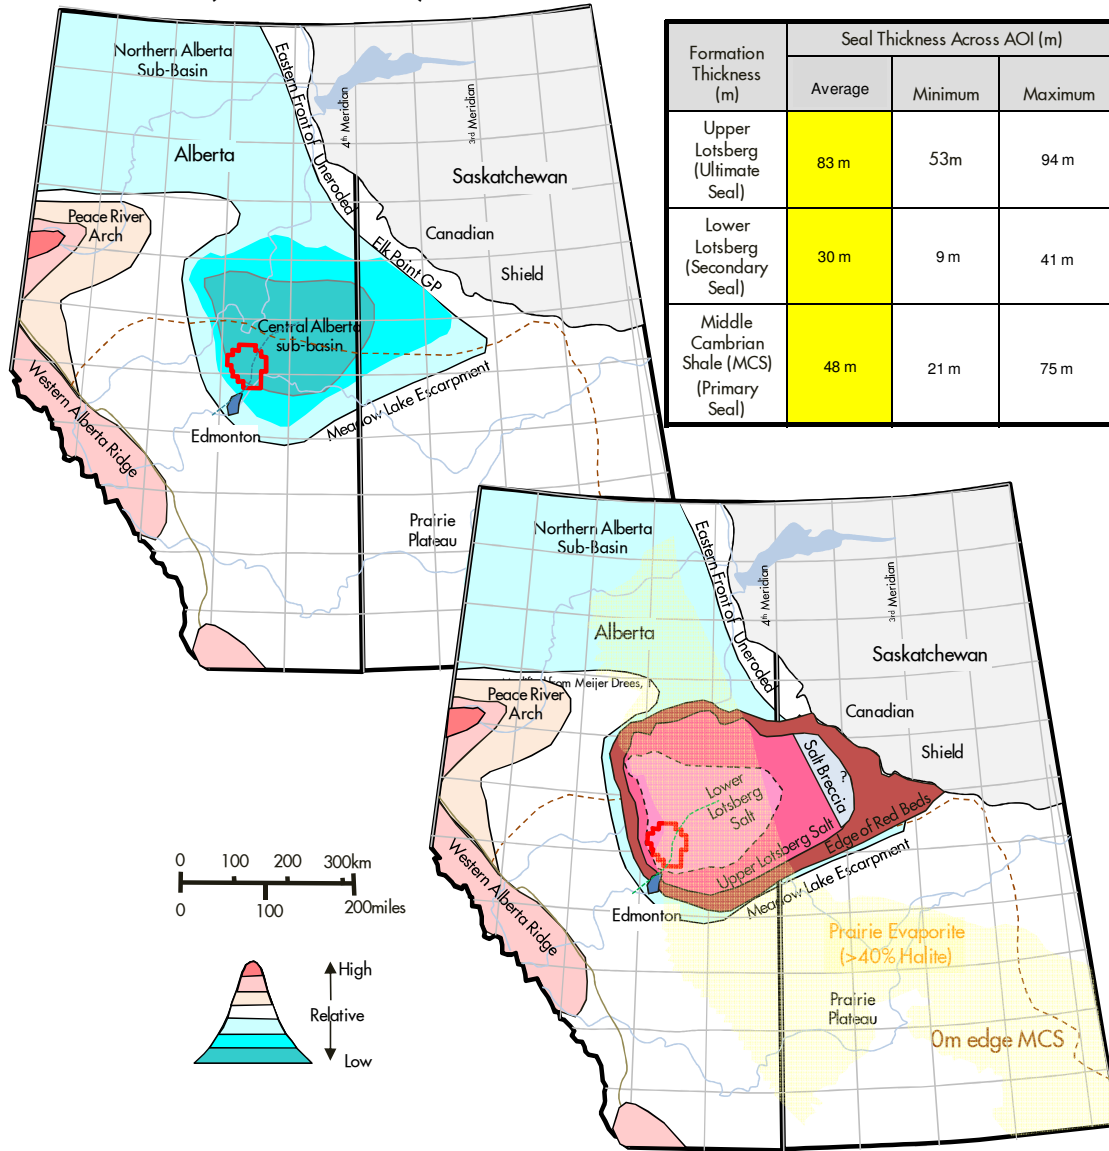 Northern Alberta
Sub-Basin
Eastern Front of Uneroded
4th Meridian
3rd Meridian
Alberta
Saskatchewan
Peace River
Arch
Canadian
Shield
Elk Point GP
Central Alberta
sub-basin
Western Alberta Ridge
Meadow Lake Escarpment
Edmonton
Prairie
Plateau
Formation
Thickness
(m)
Seal Thickness Across AOI (m)
Average
Minimum
Maximum
Upper
Lotsberg
(Ultimate
Seal)
83 m
53m
94 m
Lower
Lotsberg
(Secondary
Seal)
30 m
9 m
41 m
Middle
Cambrian
Shale (MCS)
(Primary
Seal)
48 m
21 m
75 m
Northern Alberta
Sub-Basin
Eastern Front of Uneroded
4th Meridian
3rd Meridian
Alberta
Saskatchewan
from Meijer Drees,
Peace River
Arch
Canadian
Shield
Salt Breccia
Lower
Lotsberg
Salt
Upper Lotsberg Salt
Edge of Red Beds
Western Alberta Ridge
Meadow Lake Escarpment
Edmonton
Prairie Evaporite
(>40% Halite)
Prairie
Plateau
0m edge MCS
0 100 200 300km
0 100 200miles
High
Relative
Low